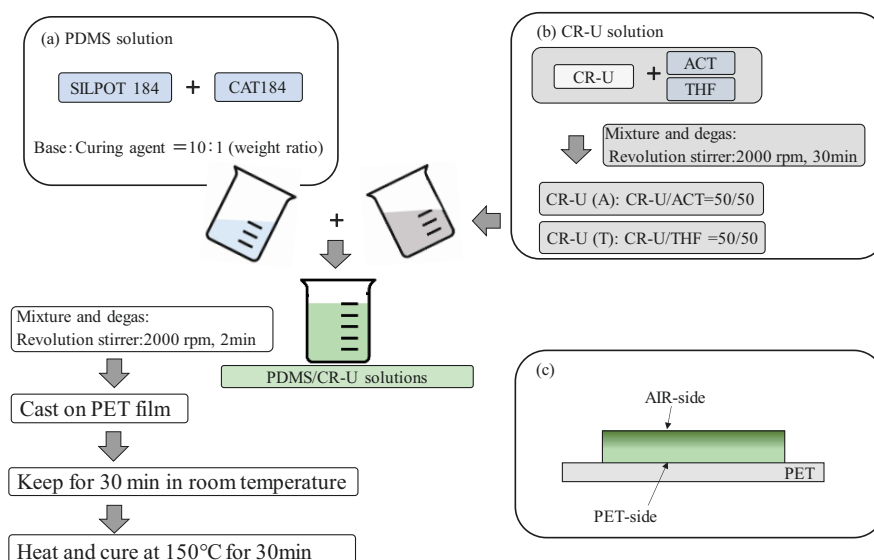 (a) PDMS solution
SILPOT 184
+
CAT184
Base: Curing agent =10:1 (weight ratio)
(b) CR-U solution
CR-U
+
ACT
THF
Mixture and degas:
Revolution stirrer:2000 rpm, 30min
CR-U (A): CR-U/ACT=50/50
CR-U (T): CR-U/THF =50/50
+
PDMS/CR-U solutions
Mixture and degas:
Revolution stirrer:2000 rpm, 2min
Cast on PET film
Keep for 30 min in room temperature
Heat and cure at 150°C for 30min
(c)
AIR-side
PET
PET-side